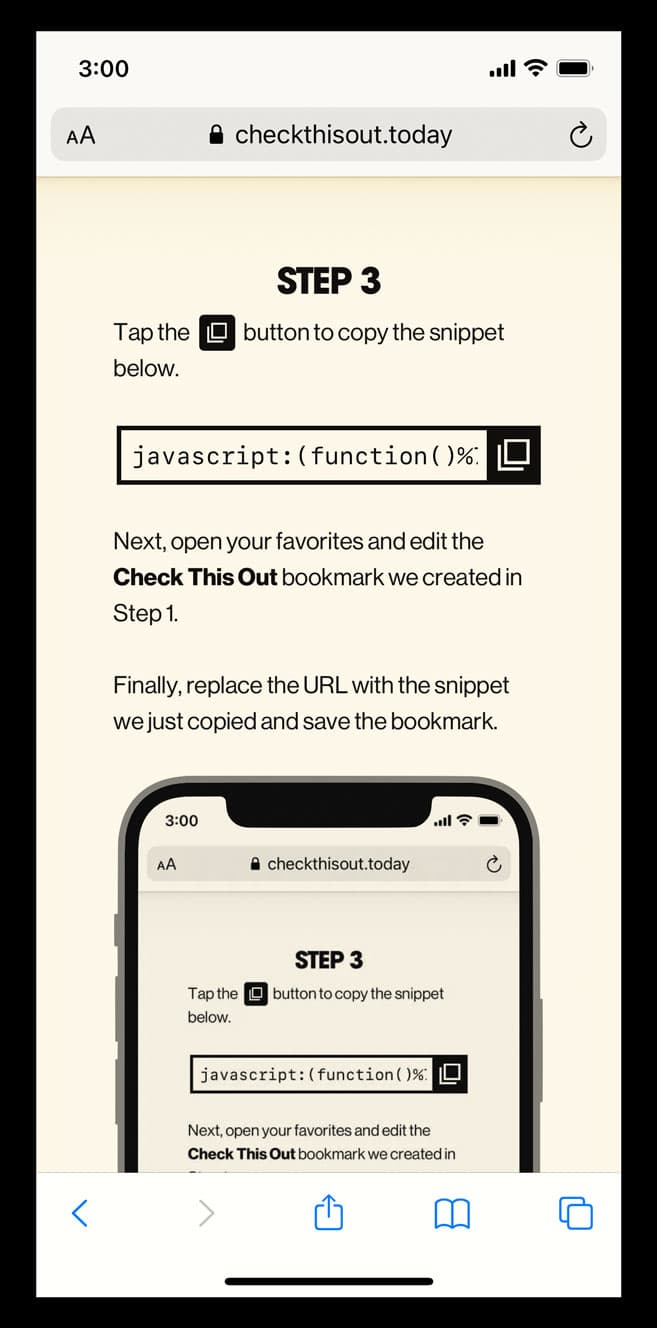 3:00
AA checkthisout.today
STEP 3
Tap the button to copy the snippet
below.
javascript:(function()%
Next, open your favorites and edit the
Check This Out bookmark we created in
Step 1.
Finally, replace the URL with the snippet
we just copied and save the bookmark.
3:00
AA checkthisout.today
STEP 3
Tap the button to copy the snippet
below.
javascript:(function()%
Next, open your favorites and edit the
Check This Out bookmark we created in